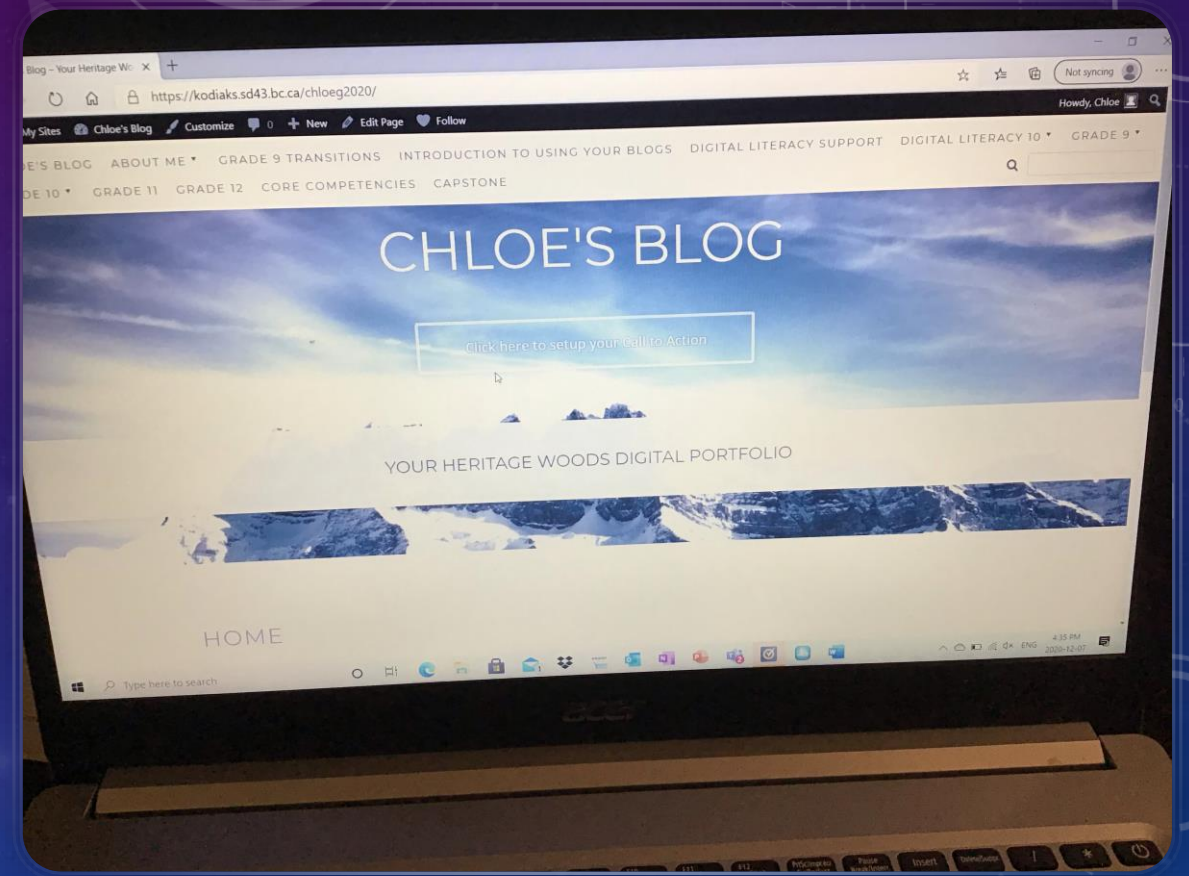 Blog – Your Heritage Wo
Not syncing
https://kodiaks.sd43.bc.ca/chloeg2020/
My Sites Chloe's Blog Customize 0 New Edit Page Follow
Howdy, Chloe
E'S BLOG ABOUT ME GRADE 9 TRANSITIONS INTRODUCTION TO USING YOUR BLOGS DIGITAL LITERACY SUPPORT DIGITAL LITERACY 10 GRADE 9
DE 10 GRADE 11 GRADE 12 CORE COMPETENCIES CAPSTONE
CHLOE'S BLOG
Click here to setup your Call to Action
YOUR HERITAGE WOODS DIGITAL PORTFOLIO
HOME
Type here to search
ENG
4:35 PM
2020-12-07
acer
Pause
Insert